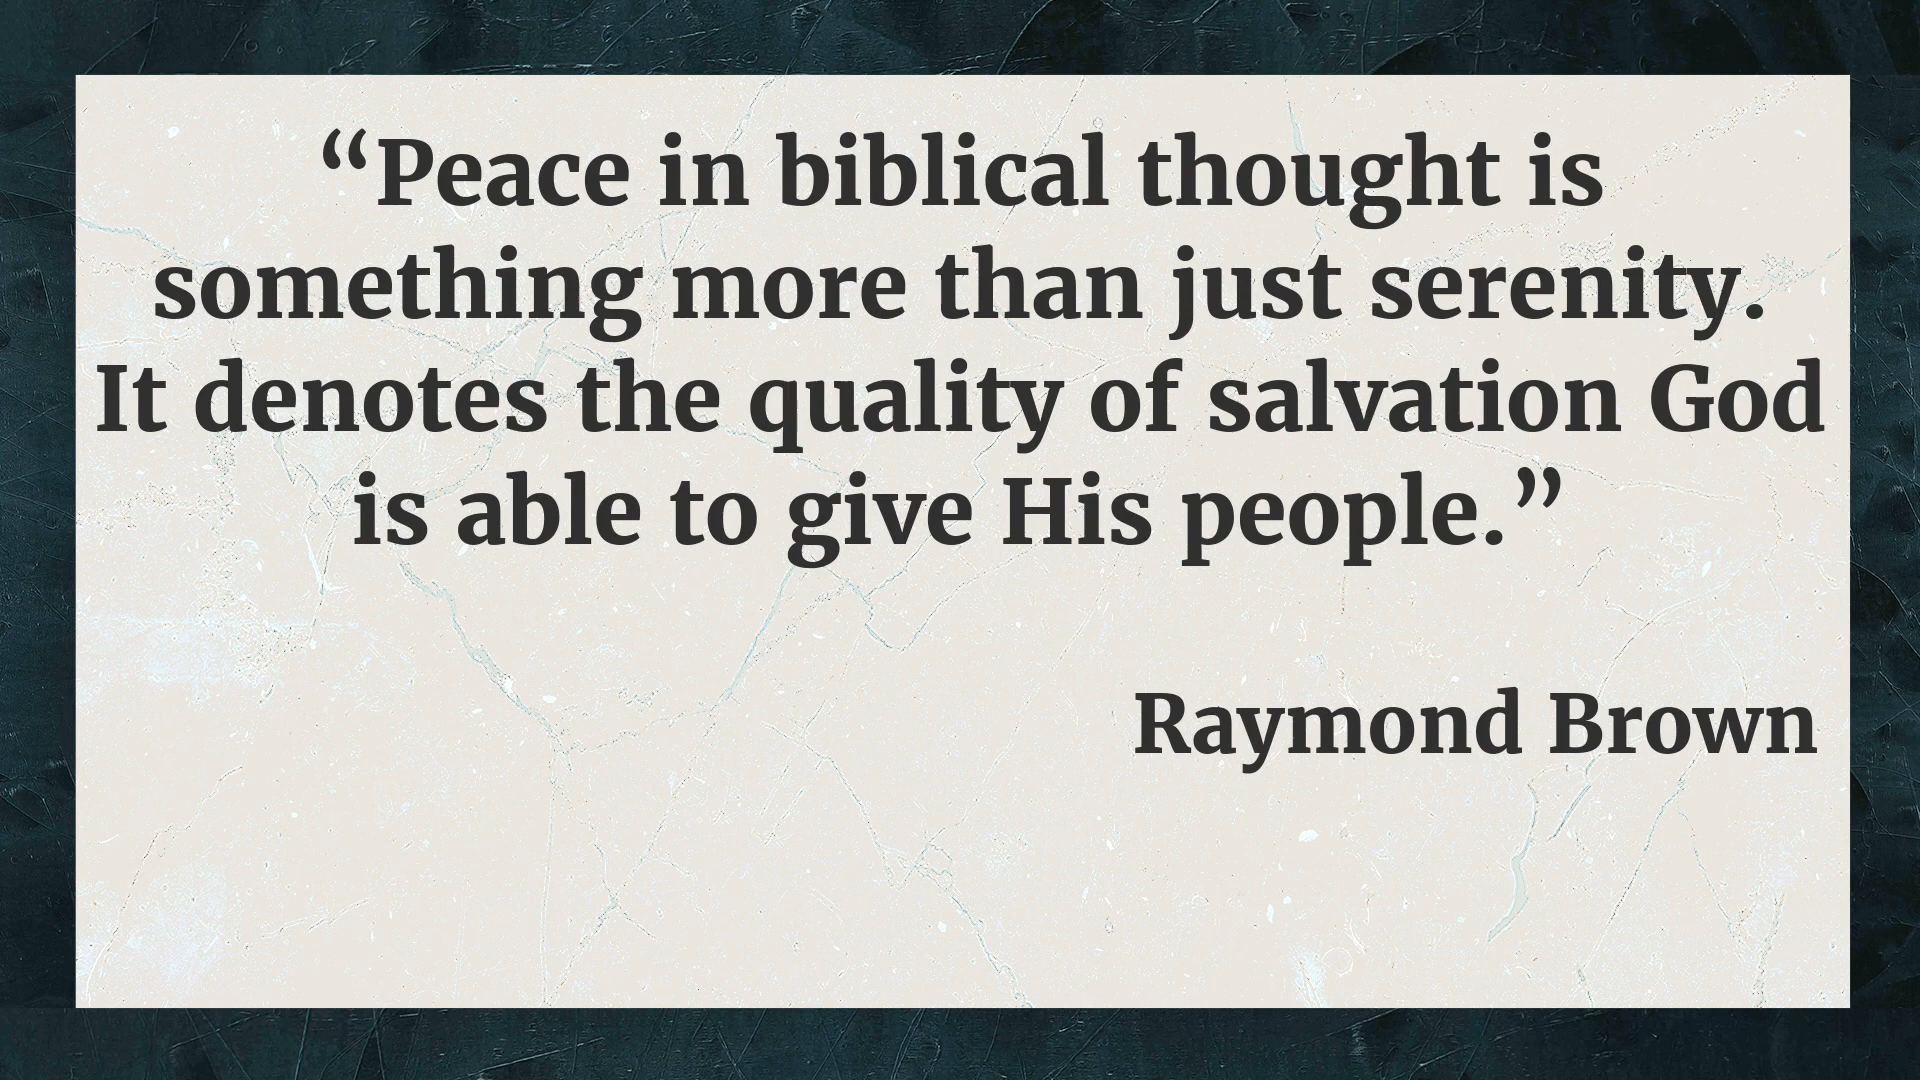 “Peace in biblical thought is
something more than just serenity.
It denotes the quality of salvation God
is able to give His people.”
Raymond Brown